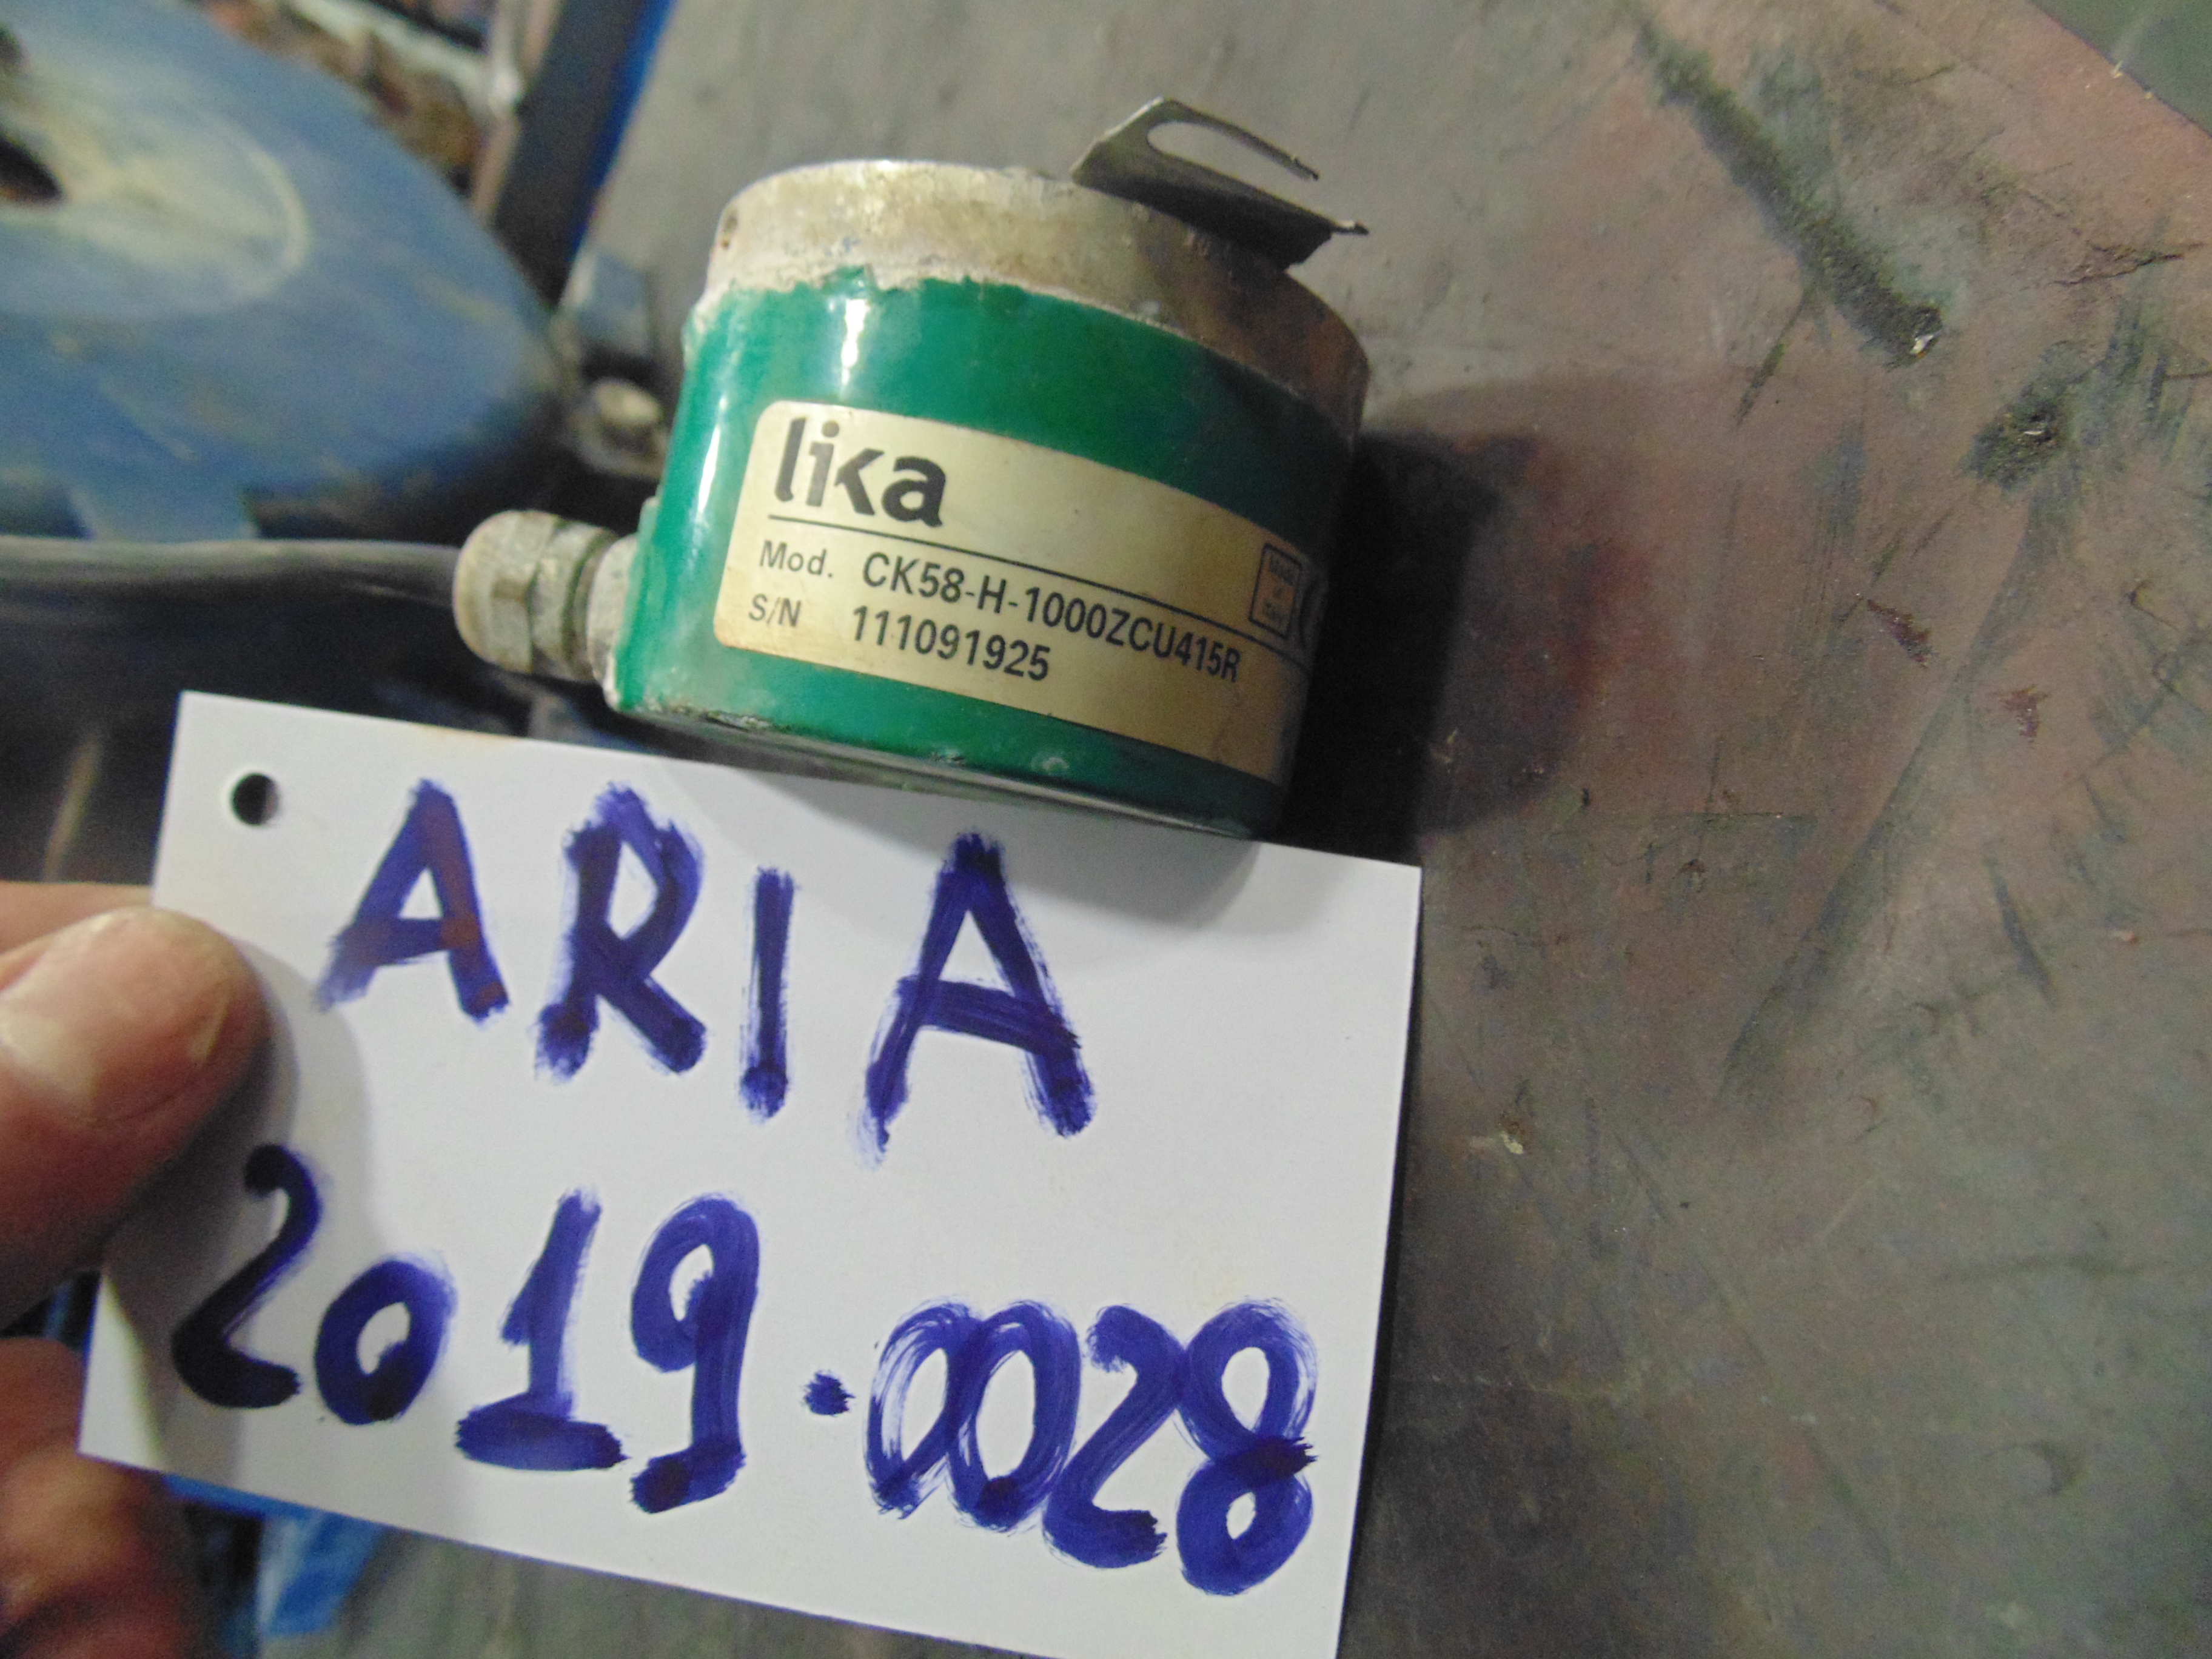 lika
Mod. CK58-H-1000ZCU415R
S/N 111091925
ARIA
2019.0028